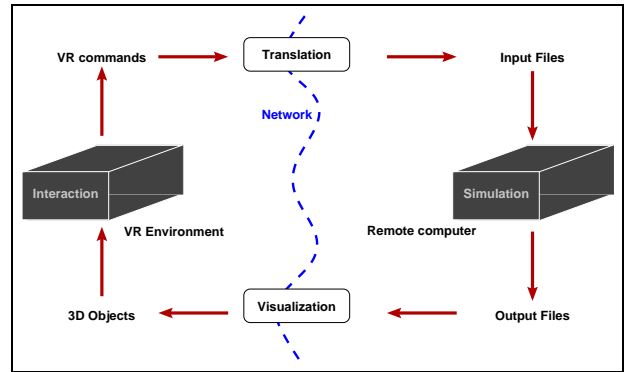 VR commands
Translation
Input Files
Network
Interaction
Simulation
VR Environment
Remote computer
3D Objects
Visualization
Output Files